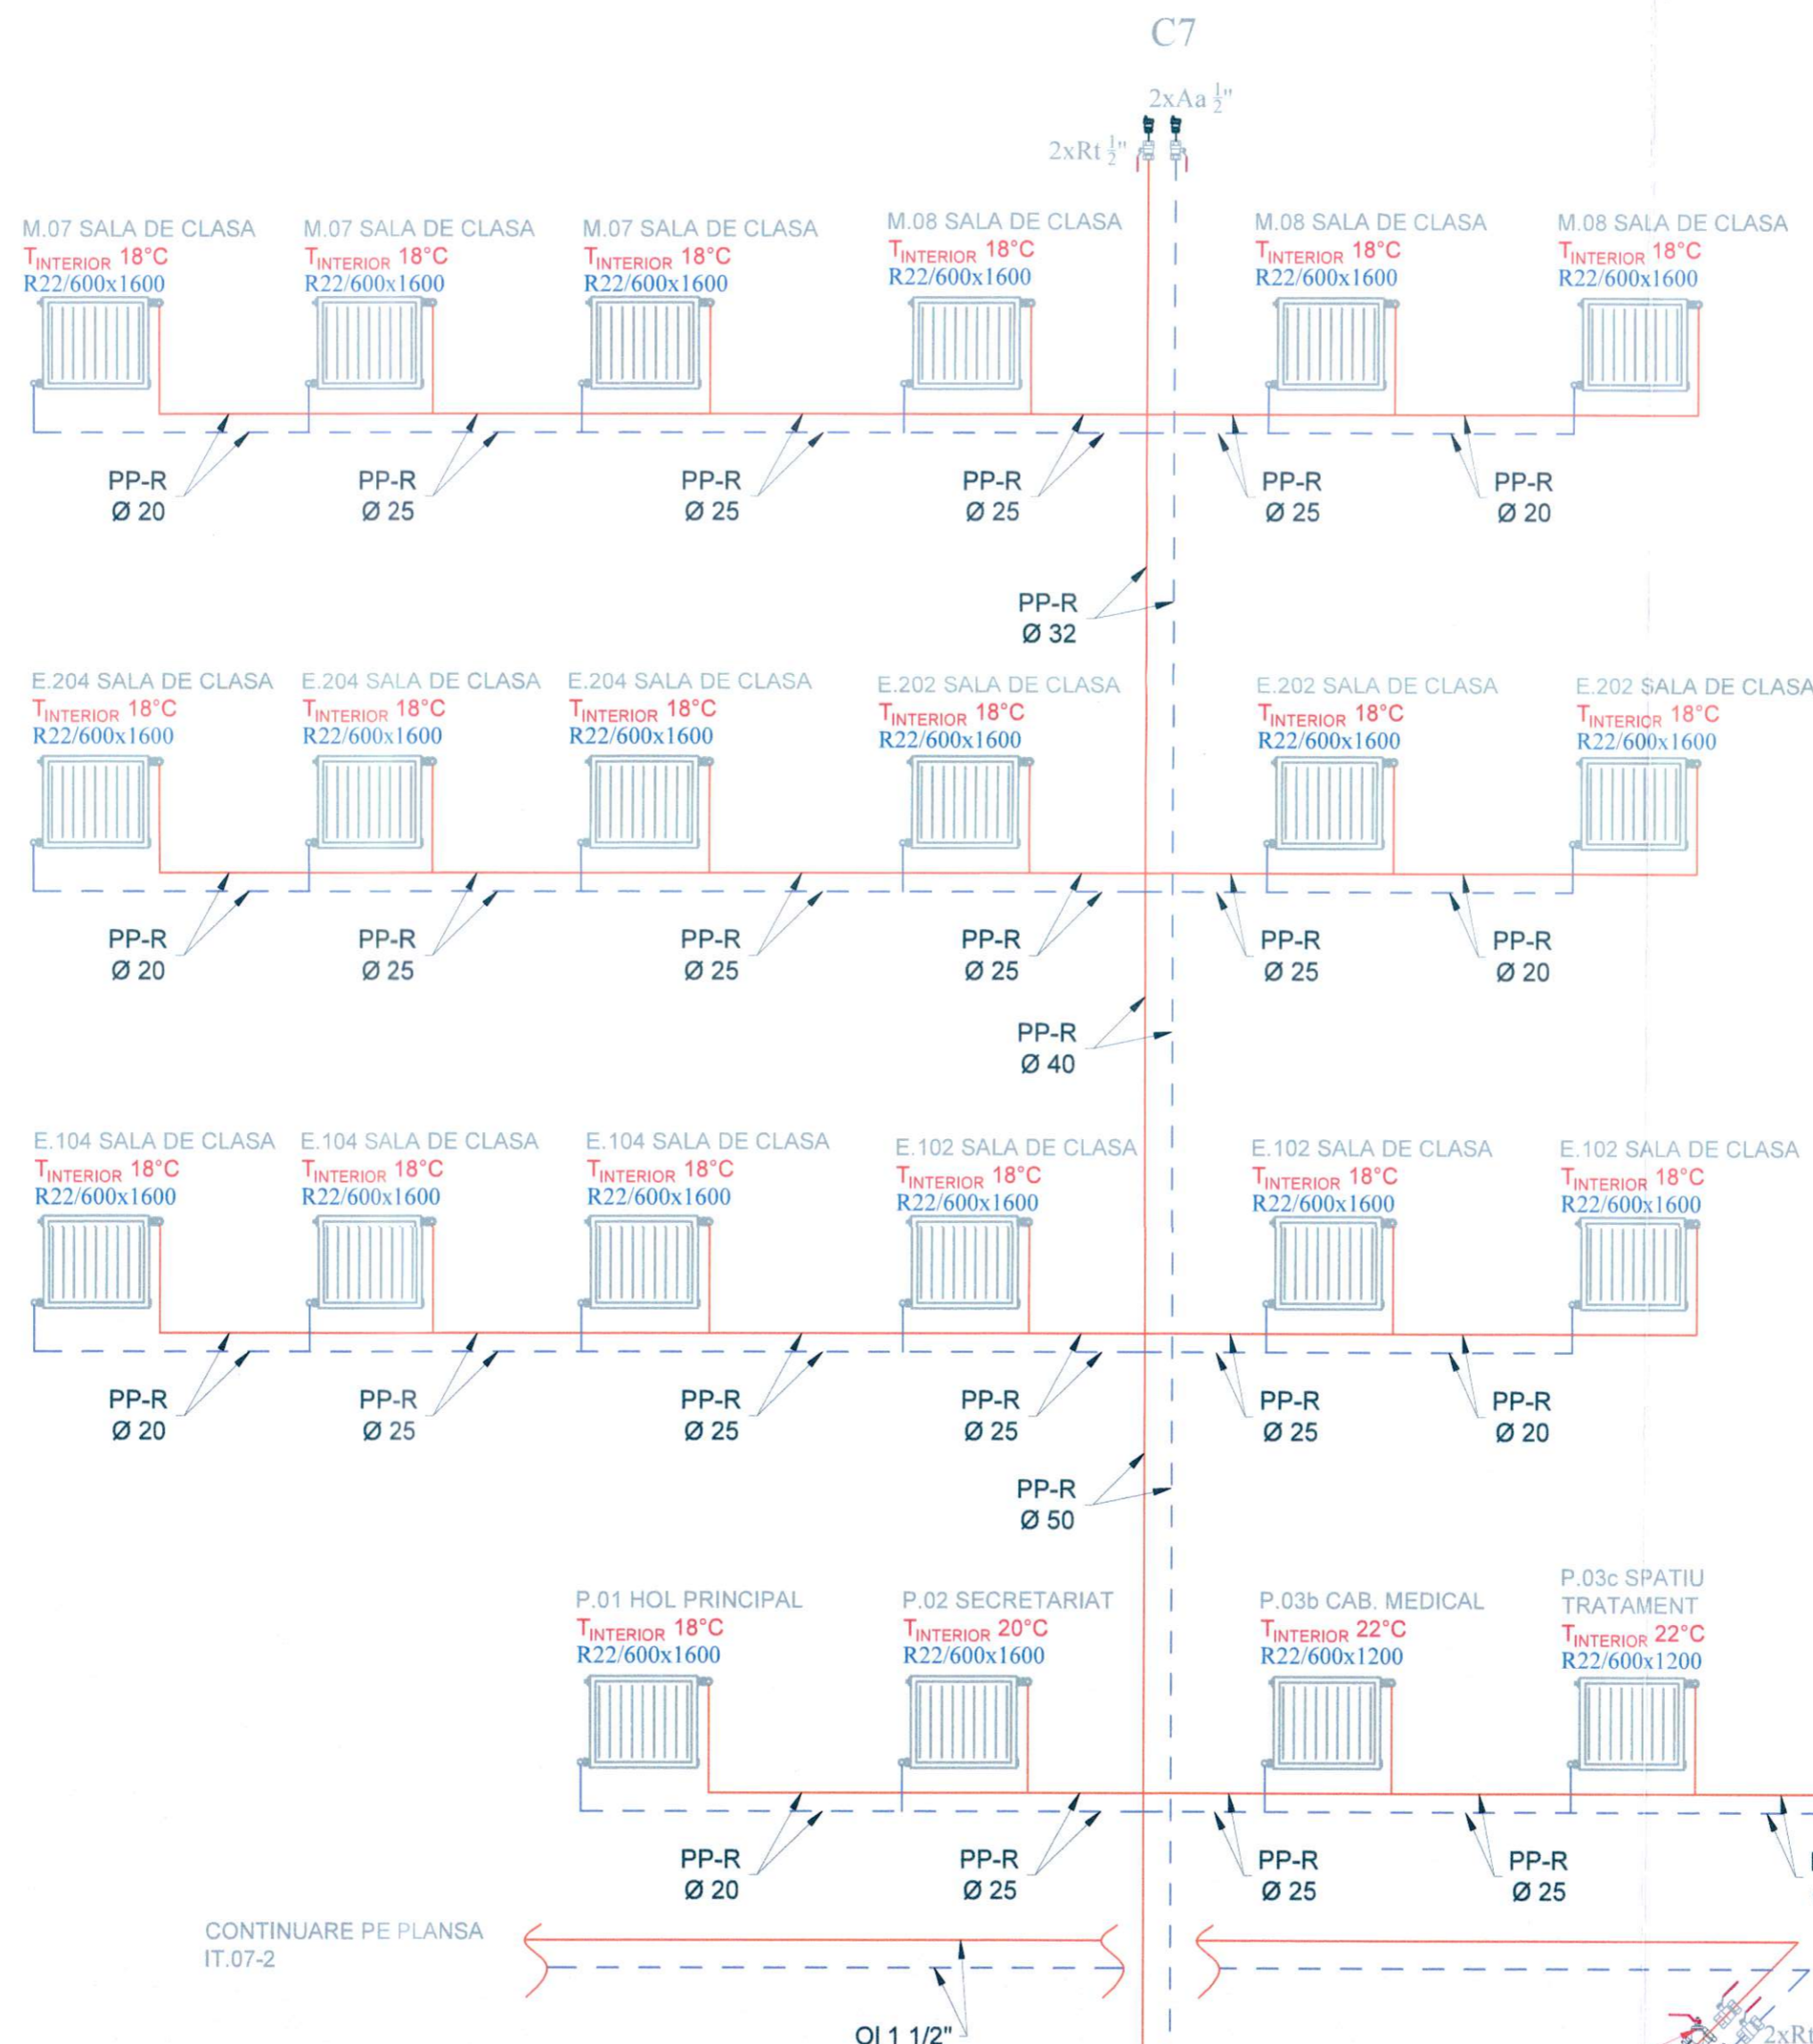 C7
2xAa 1/2"
2xRt 1/2"
M.07 SALA DE CLASA
TINTERIOR 18°C
R22/600x1600
M.07 SALA DE CLASA
TINTERIOR 18°C
R22/600x1600
M.07 SALA DE CLASA
TINTERIOR 18°C
R22/600x1600
M.08 SALA DE CLASA
TINTERIOR 18°C
R22/600x1600
M.08 SALA DE CLASA
TINTERIOR 18°C
R22/600x1600
M.08 SALA DE CLASA
TINTERIOR 18°C
R22/600x1600
PP-R
Ø 20
PP-R
Ø 25
PP-R
Ø 25
PP-R
Ø 25
PP-R
Ø 25
PP-R
Ø 20
PP-R
Ø 32
E.204 SALA DE CLASA
TINTERIOR 18°C
R22/600x1600
E.204 SALA DE CLASA
TINTERIOR 18°C
R22/600x1600
E.204 SALA DE CLASA
TINTERIOR 18°C
R22/600x1600
E.202 SALA DE CLASA
TINTERIOR 18°C
R22/600x1600
E.202 SALA DE CLASA
TINTERIOR 18°C
R22/600x1600
E.202 SALA DE CLASA
TINTERIOR 18°C
R22/600x1600
PP-R
Ø 20
PP-R
Ø 25
PP-R
Ø 25
PP-R
Ø 25
PP-R
Ø 25
PP-R
Ø 20
PP-R
Ø 40
E.104 SALA DE CLASA
TINTERIOR 18°C
R22/600x1600
E.104 SALA DE CLASA
TINTERIOR 18°C
R22/600x1600
E.104 SALA DE CLASA
TINTERIOR 18°C
R22/600x1600
E.102 SALA DE CLASA
TINTERIOR 18°C
R22/600x1600
E.102 SALA DE CLASA
TINTERIOR 18°C
R22/600x1600
E.102 SALA DE CLASA
TINTERIOR 18°C
R22/600x1600
PP-R
Ø 20
PP-R
Ø 25
PP-R
Ø 25
PP-R
Ø 25
PP-R
Ø 25
PP-R
Ø 20
PP-R
Ø 50
P.01 HOL PRINCIPAL
TINTERIOR 18°C
R22/600x1600
P.02 SECRETARIAT
TINTERIOR 20°C
R22/600x1600
P.03b CAB. MEDICAL
TINTERIOR 22°C
R22/600x1200
P.03c SPATIU
TRATAMENT
TINTERIOR 22°C
R22/600x1200
PP-R
Ø 20
PP-R
Ø 25
PP-R
Ø 25
PP-R
Ø 25
CONTINUARE PE PLANSA
IT.07-2
Ol 1 1/2"
2xRt